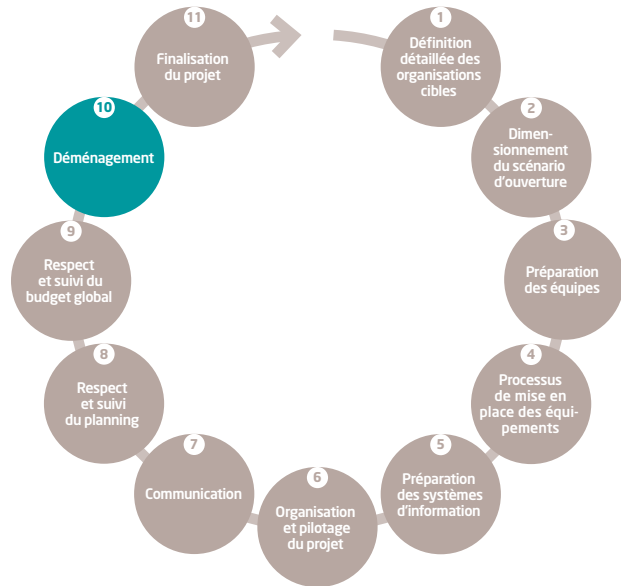 1
Définition
détaillée des
organisations
cibles
2
Dimen-
sionnement
du scénario
d'ouverture
3
Préparation
des équipes
4
Processus
de mise en
place des équi-
pements
5
Préparation
des systèmes
d'information
6
Organisation
et pilotage
du projet
7
Communication
8
Respect
et suivi
du planning
9
Respect
et suivi du
budget global
10
Déménagement
11
Finalisation
du projet